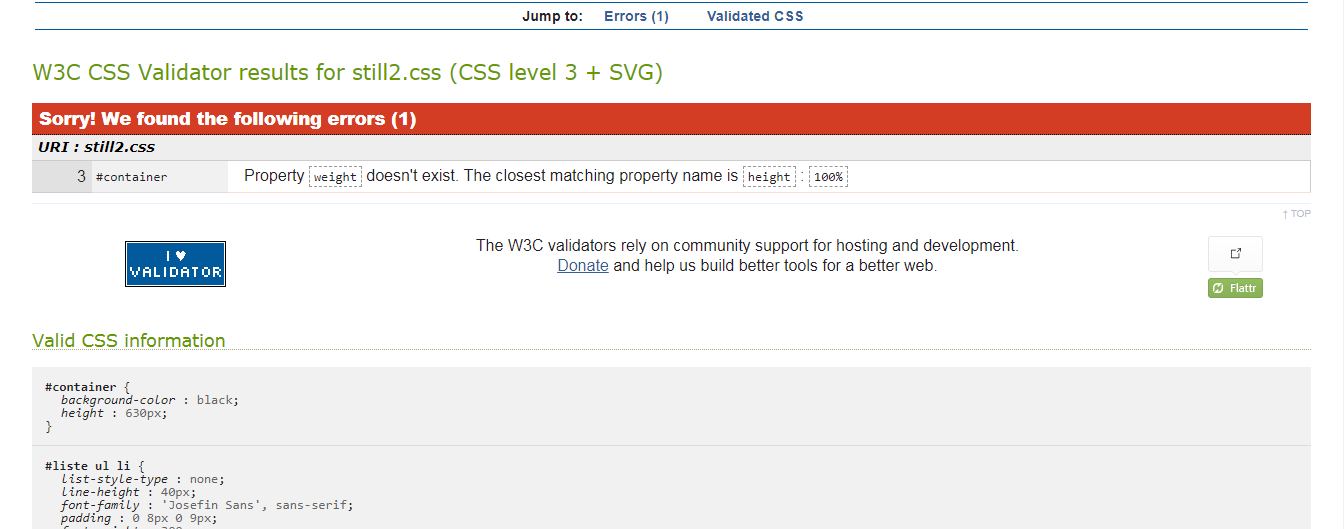 Jump to: Errors (1) Validated CSS
W3C CSS Validator results for still2.css (CSS level 3 + SVG)
Sorry! We found the following errors (1)
URI : still2.css
3 #container Property weight doesn't exist. The closest matching property name is height : 100%
↑ TOP
I ♥
VALIDATOR
The W3C validators rely on community support for hosting and development.
Donate and help us build better tools for a better web.
Flattr
Valid CSS information
#container {
background-color : black;
height : 630px;
}
#liste ul li {
list-style-type : none;
line-height : 40px;
font-family : 'Josefin Sans', sans-serif;
padding : 0 8px 0 9px;